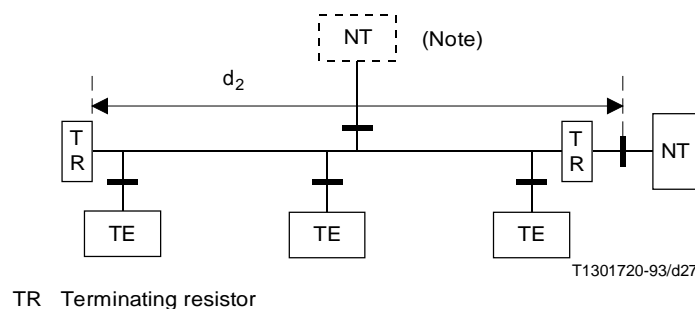 NT (Note)
d2
T
R
T
R
NT
TE
TE
TE
T1301720-93/d27
TR Terminating resistor